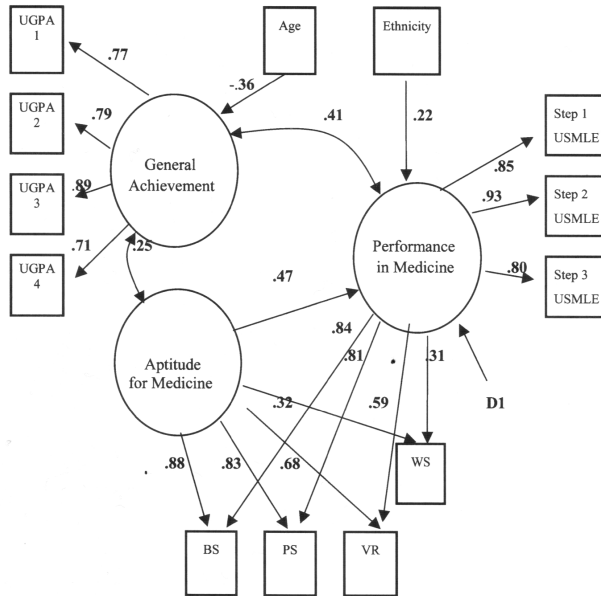 UGPA
1
.77
Age
Ethnicity
-.36
UGPA
2
.79
.41
.22
Step 1
USMLE
.85
General
Achievement
UGPA
3
.89
.93
Step 2
USMLE
UGPA
4
.71
.25
Performance
in Medicine
.80
Step 3
USMLE
.47
Aptitude
for Medicine
.84
.81
.31
.32
.59
D1
WS
.88
.83
.68
BS
PS
VR